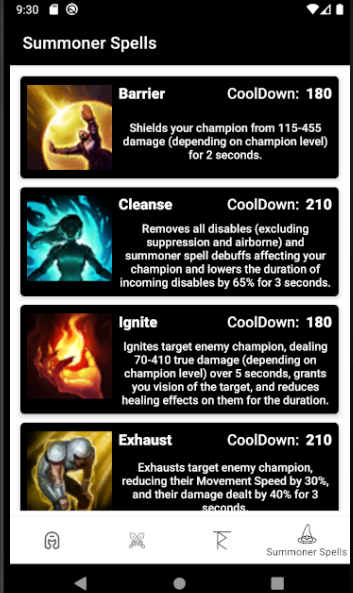 9:30
Summoner Spells
Barrier CoolDown: 180
Shields your champion from 115-455
damage (depending on champion level)
for 2 seconds.
Cleanse CoolDown: 210
Removes all disables (excluding
suppression and airborne) and
summoner spell debuffs affecting your
champion and lowers the duration of
incoming disables by 65% for 3 seconds.
Ignite CoolDown: 180
Ignites target enemy champion, dealing
70-410 true damage (depending on
champion level) over 5 seconds, grants
you vision of the target, and reduces
healing effects on them for the duration.
Exhaust CoolDown: 210
Exhausts target enemy champion,
reducing their Movement Speed by 30%,
and their damage dealt by 40% for 3
seconds.
Summoner Spells